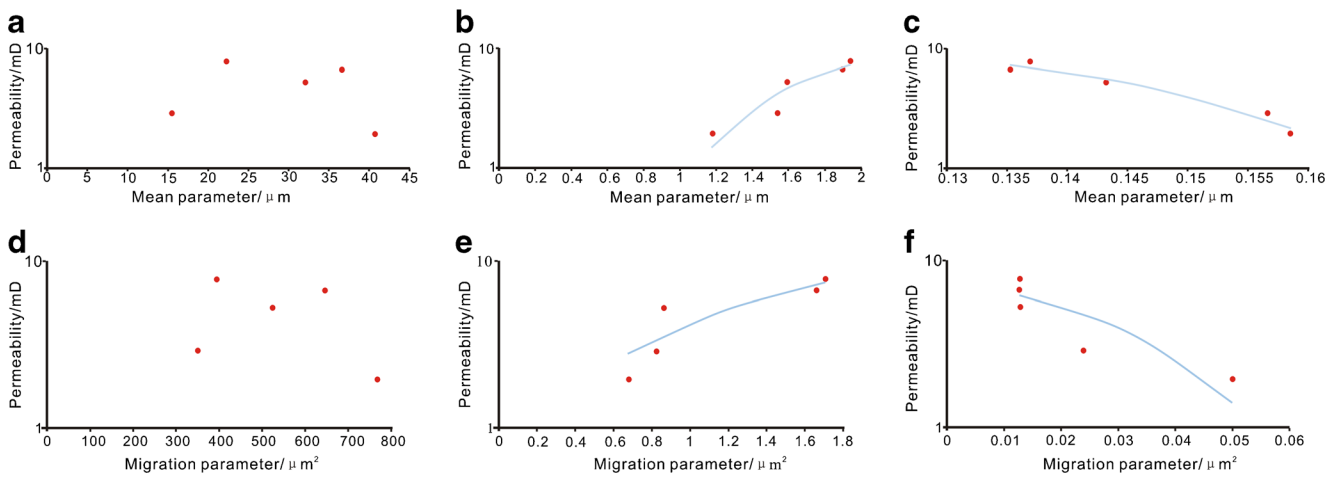 a
10
Permeability/mD
1
0 5 10 15 20 25 30 35 40 45
Mean parameter/ μm
b
10
Permeability/mD
1
0 0.2 0.4 0.6 0.8 1 1.2 1.4 1.6 1.8 2
Mean parameter/ μm
c
10
Permeability/mD
1
0.13 0.135 0.14 0.145 0.15 0.155 0.16
Mean parameter/ μm
d
10
Permeability/mD
1
0 100 200 300 400 500 600 700 800
Migration parameter/ μm²
e
10
Permeability/mD
1
0 0.2 0.4 0.6 0.8 1 1.2 1.4 1.6 1.8
Migration parameter/ μm²
f
10
Permeability/mD
1
0 0.01 0.02 0.03 0.04 0.05 0.06
Migration parameter/ μm²